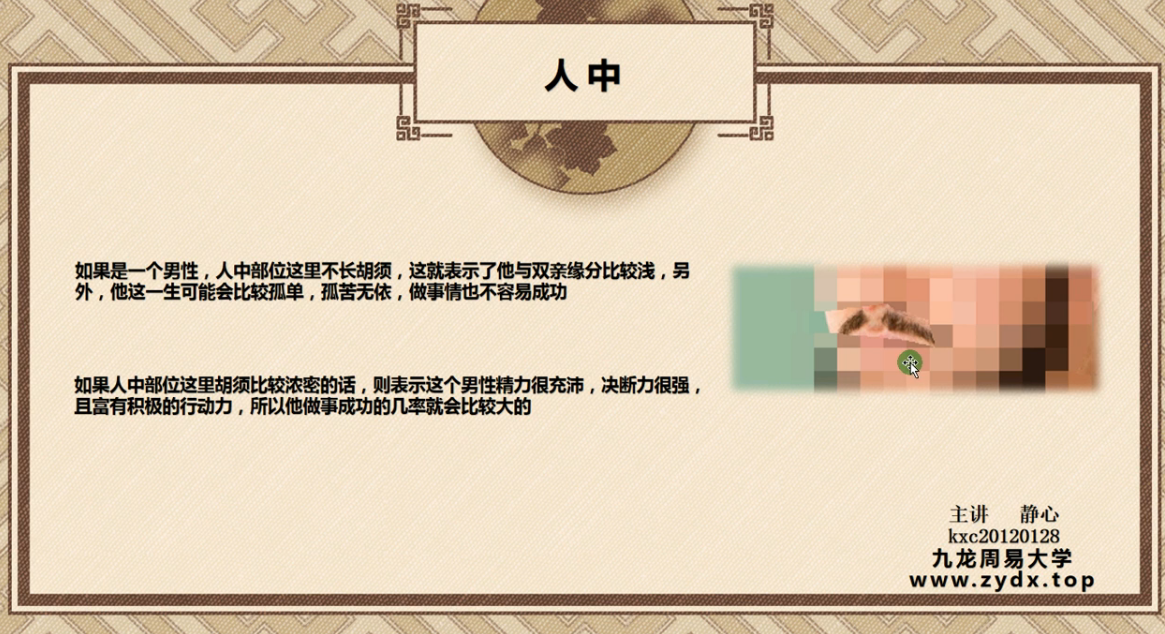 人中
如果是一个男性，人中部位这里不长胡须，这就表示了他与双亲缘分比较浅，另
外，他这一生可能会比较孤单，孤苦无依，做事情也不容易成功
如果人中部位这里胡须比较浓密的话，则表示这个男性精力很充沛，决断力很强，
且富有积极的行动力，所以他做事成功的几率就会比较大的
主讲 静心
kxc20120128
九龙周易大学
www.zydx.top